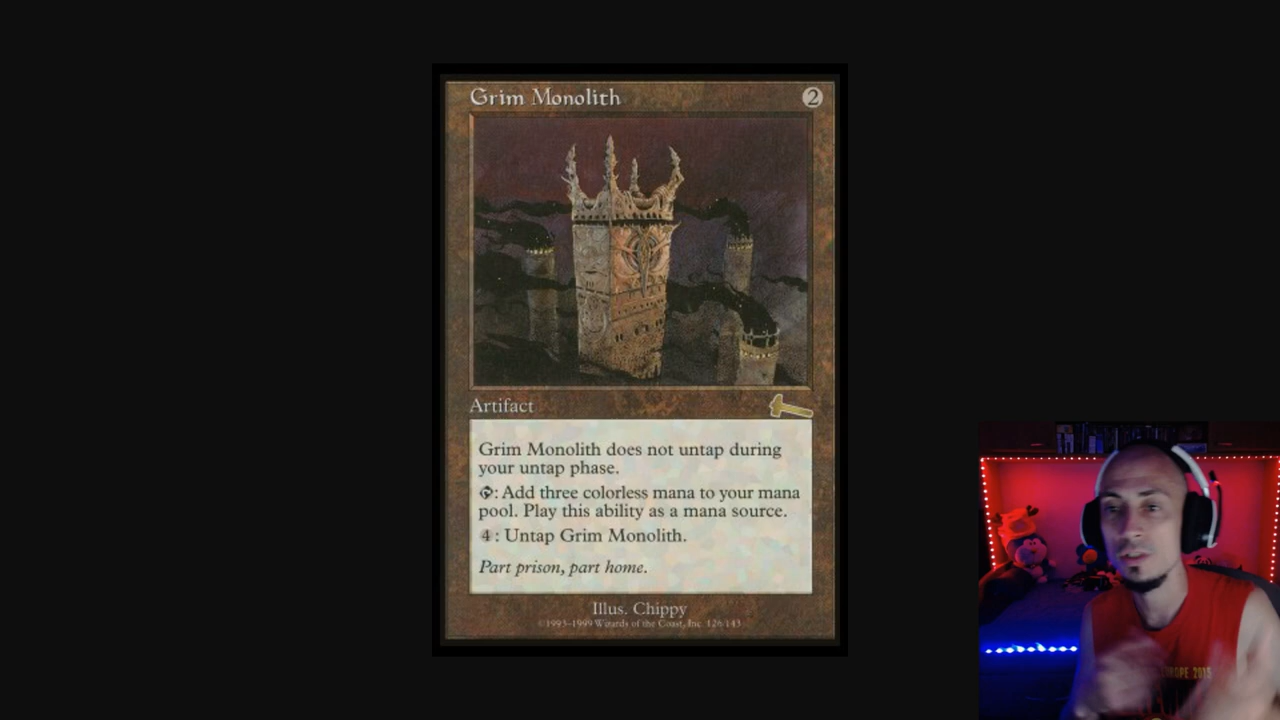 Grim Monolith 2
Artifact
Grim Monolith does not untap during
your untap phase.
: Add three colorless mana to your mana
pool. Play this ability as a mana source.
4: Untap Grim Monolith.
Part prison, part home.
Illus. Chippy
©1993-1999 Wizards of the Coast, Inc. 126/143
EUROPE 2015